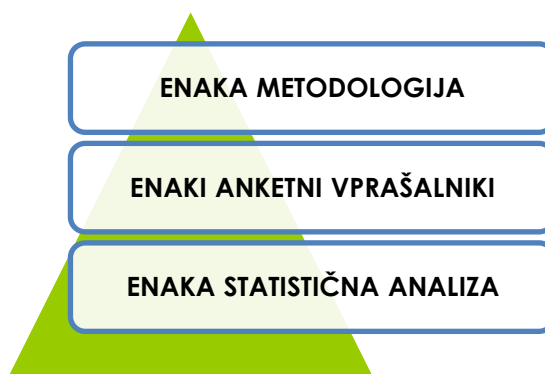 ENAKA METODOLOGIJA
ENAKI ANKETNI VPRAŠALNIKI
ENAKA STATISTIČNA ANALIZA